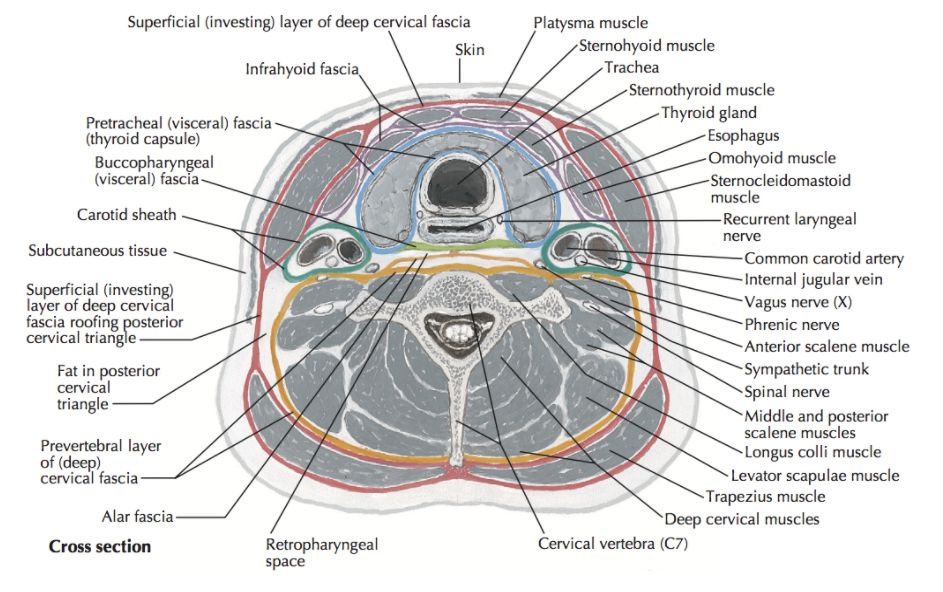 Superficial (investing) layer of deep cervical fascia
Platysma muscle
Skin
Sternohyoid muscle
Infrahyoid fascia
Trachea
Sternothyroid muscle
Pretracheal (visceral) fascia
(thyroid capsule)
Thyroid gland
Buccopharyngeal
(visceral) fascia
Esophagus
Omohyoid muscle
Sternocleidomastoid
muscle
Carotid sheath
Recurrent laryngeal
nerve
Subcutaneous tissue
Common carotid artery
Internal jugular vein
Superficial (investing)
layer of deep cervical
fascia roofing posterior
cervical triangle
Vagus nerve (X)
Phrenic nerve
Anterior scalene muscle
Fat in posterior
cervical
triangle
Sympathetic trunk
Spinal nerve
Middle and posterior
scalene muscles
Prevertebral layer
of (deep)
cervical fascia
Longus colli muscle
Levator scapulae muscle
Trapezius muscle
Alar fascia
Deep cervical muscles
Cross section
Retropharyngeal
space
Cervical vertebra (C7)